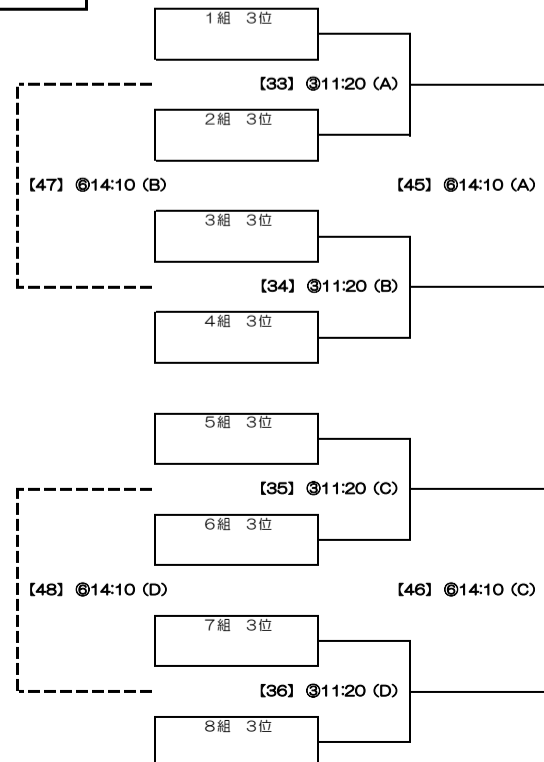 1組　3位
【33】 ③11:20 (A)
2組　3位
【47】 ⑥14:10 (B)
【45】 ⑥14:10 (A)
3組　3位
【34】 ③11:20 (B)
4組　3位
5組　3位
【35】 ③11:20 (C)
6組　3位
【48】 ⑥14:10 (D)
【46】 ⑥14:10 (C)
7組　3位
【36】 ③11:20 (D)
8組　3位